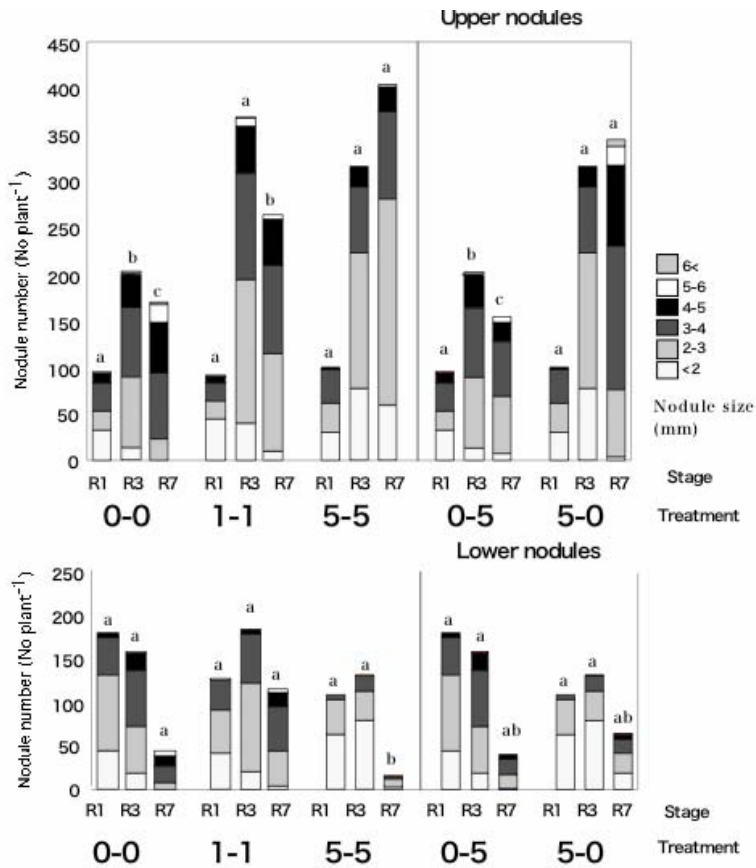 Upper nodules
Nodule number (No plant⁻¹)
450
400
350
300
250
200
150
100
50
0
a b c
a a b
a a a
a b c
a a a
6<
5-6
4-5
3-4
2-3
<2
Nodule size
(mm)
R1 R3 R7 R1 R3 R7 R1 R3 R7 R1 R3 R7 R1 R3 R7 Stage
0-0 1-1 5-5 0-5 5-0 Treatment
Lower nodules
Nodule number (No plant⁻¹)
250
200
150
100
50
0
a a a
a a a
a a b
a a ab
a a ab
R1 R3 R7 R1 R3 R7 R1 R3 R7 R1 R3 R7 R1 R3 R7 Stage
0-0 1-1 5-5 0-5 5-0 Treatment